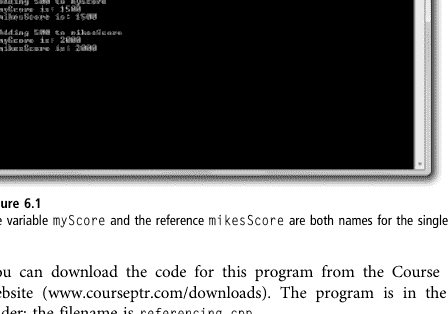 Adding 500 to myScore
myScore is: 1500
mikesScore is: 1500
Adding 500 to mikesScore
myScore is: 2000
mikesScore is: 2000
ure 6.1
e variable myScore and the reference mikesScore are both names for the single
ou can download the code for this program from the Course
ebsite (www.courseptr.com/downloads). The program is in the
lder; the filename is referencing.cpp